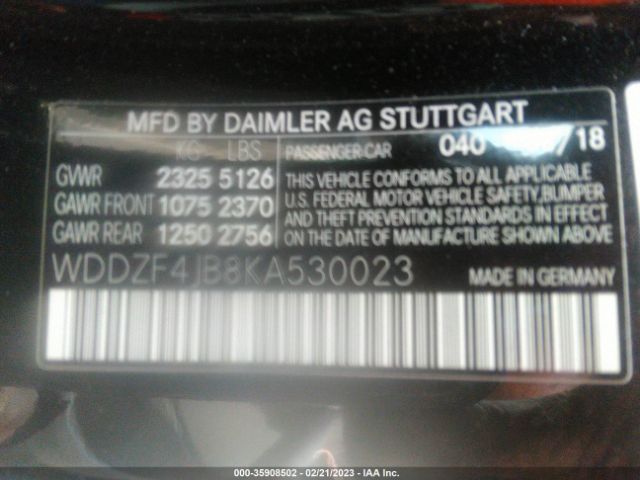 MFD BY DAIMLER AG STUTTGART
KG LBS PASSENGER CAR 040 /18
GVWR 2325 5126 THIS VEHICLE CONFORMS TO ALL APPLICABLE
U.S. FEDERAL MOTOR VEHICLE SAFETY, BUMPER
GAWR FRONT 1075 2370 AND THEFT PREVENTION STANDARDS IN EFFECT
GAWR REAR 1250 2756 ON THE DATE OF MANUFACTURE SHOWN ABOVE
WDDZF4JB8KA530023 MADE IN GERMANY
000-35908502 - 02/21/2023 - IAA Inc.